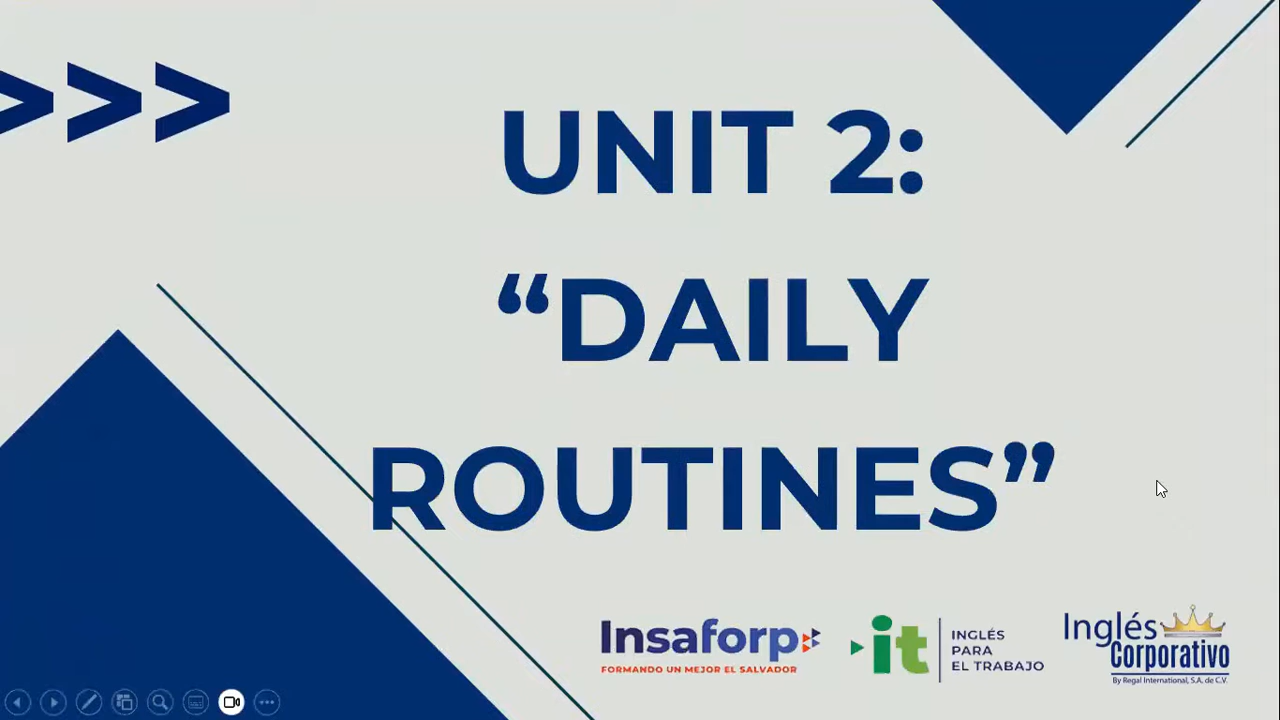 >>>
UNIT 2:
“DAILY
ROUTINES”
Insaforp
FORMANDO UN MEJOR EL SALVADOR
it
INGLÉS
PARA
EL TRABAJO
Inglés
Corporativo
By Regal International, S.A. de C.V.